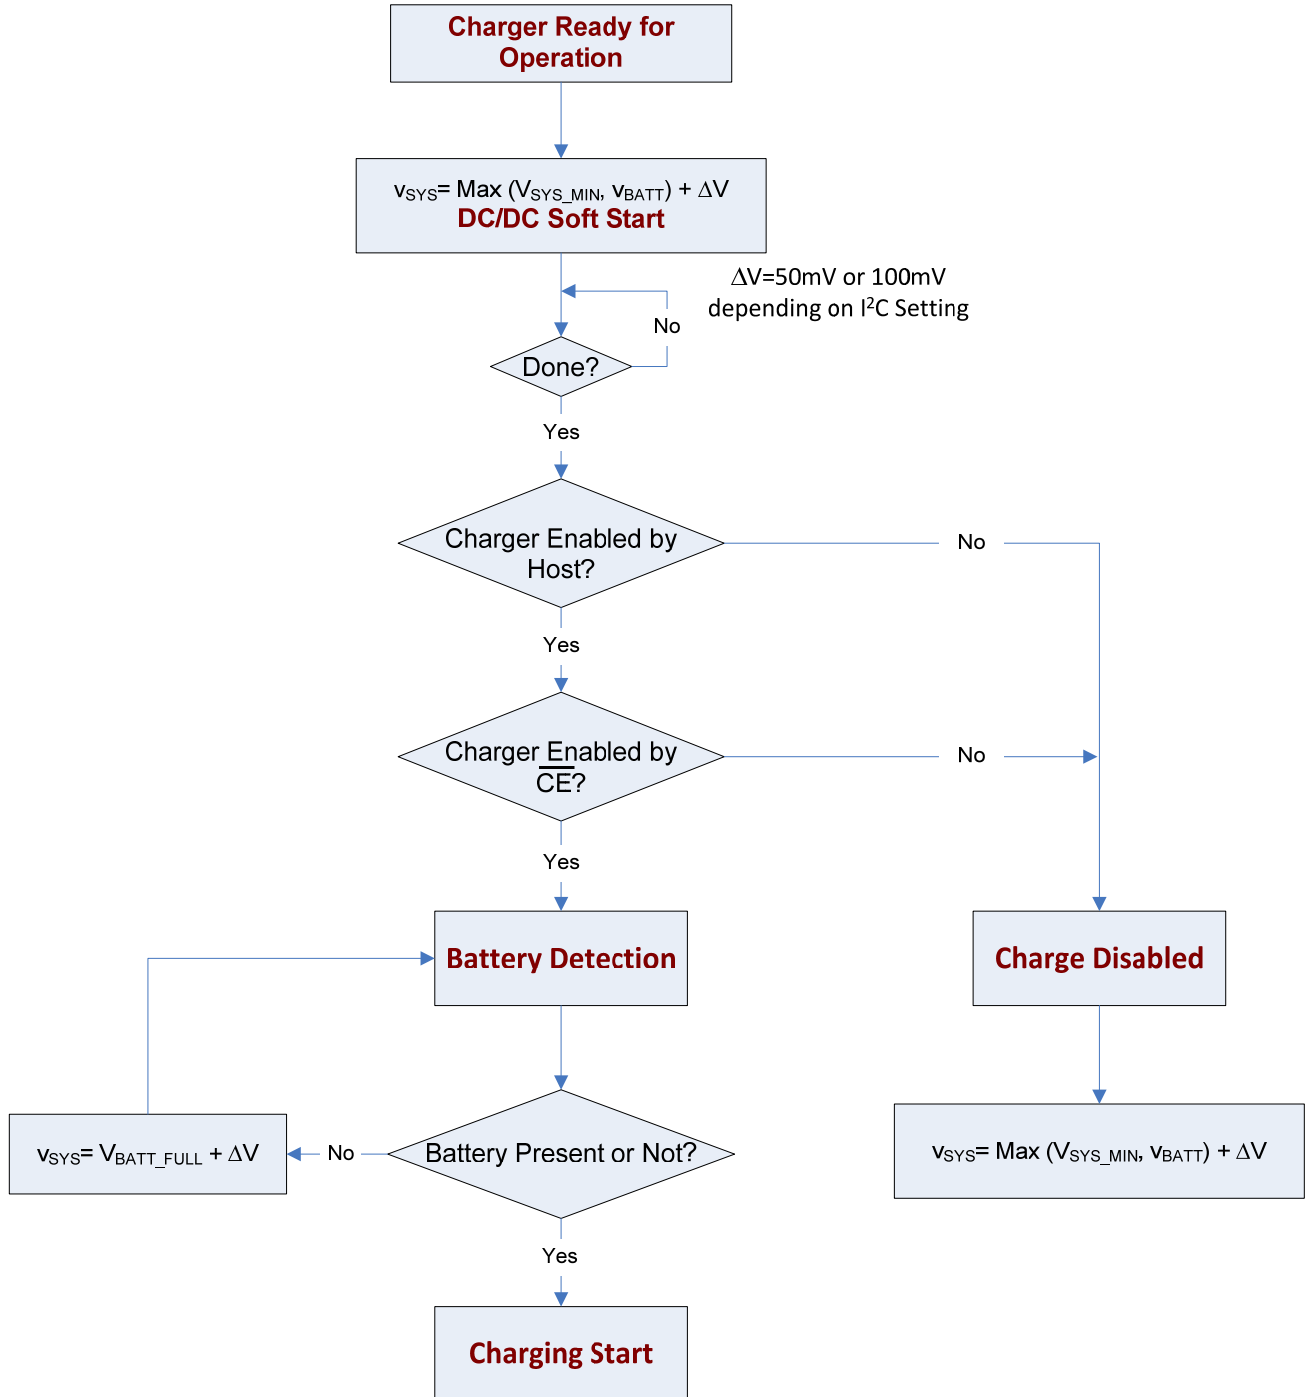 Charger Ready for
Operation
vSYS= Max (VSYS_MIN, vBATT) + ΔV
DC/DC Soft Start
ΔV=50mV or 100mV
depending on I²C Setting
No
Done?
Yes
Charger Enabled by
Host?
No
Yes
Charger Enabled by
C̅E̅?
No
Yes
Battery Detection
Charge Disabled
vSYS= VBATT_FULL + ΔV
No
Battery Present or Not?
vSYS= Max (VSYS_MIN, vBATT) + ΔV
Yes
Charging Start